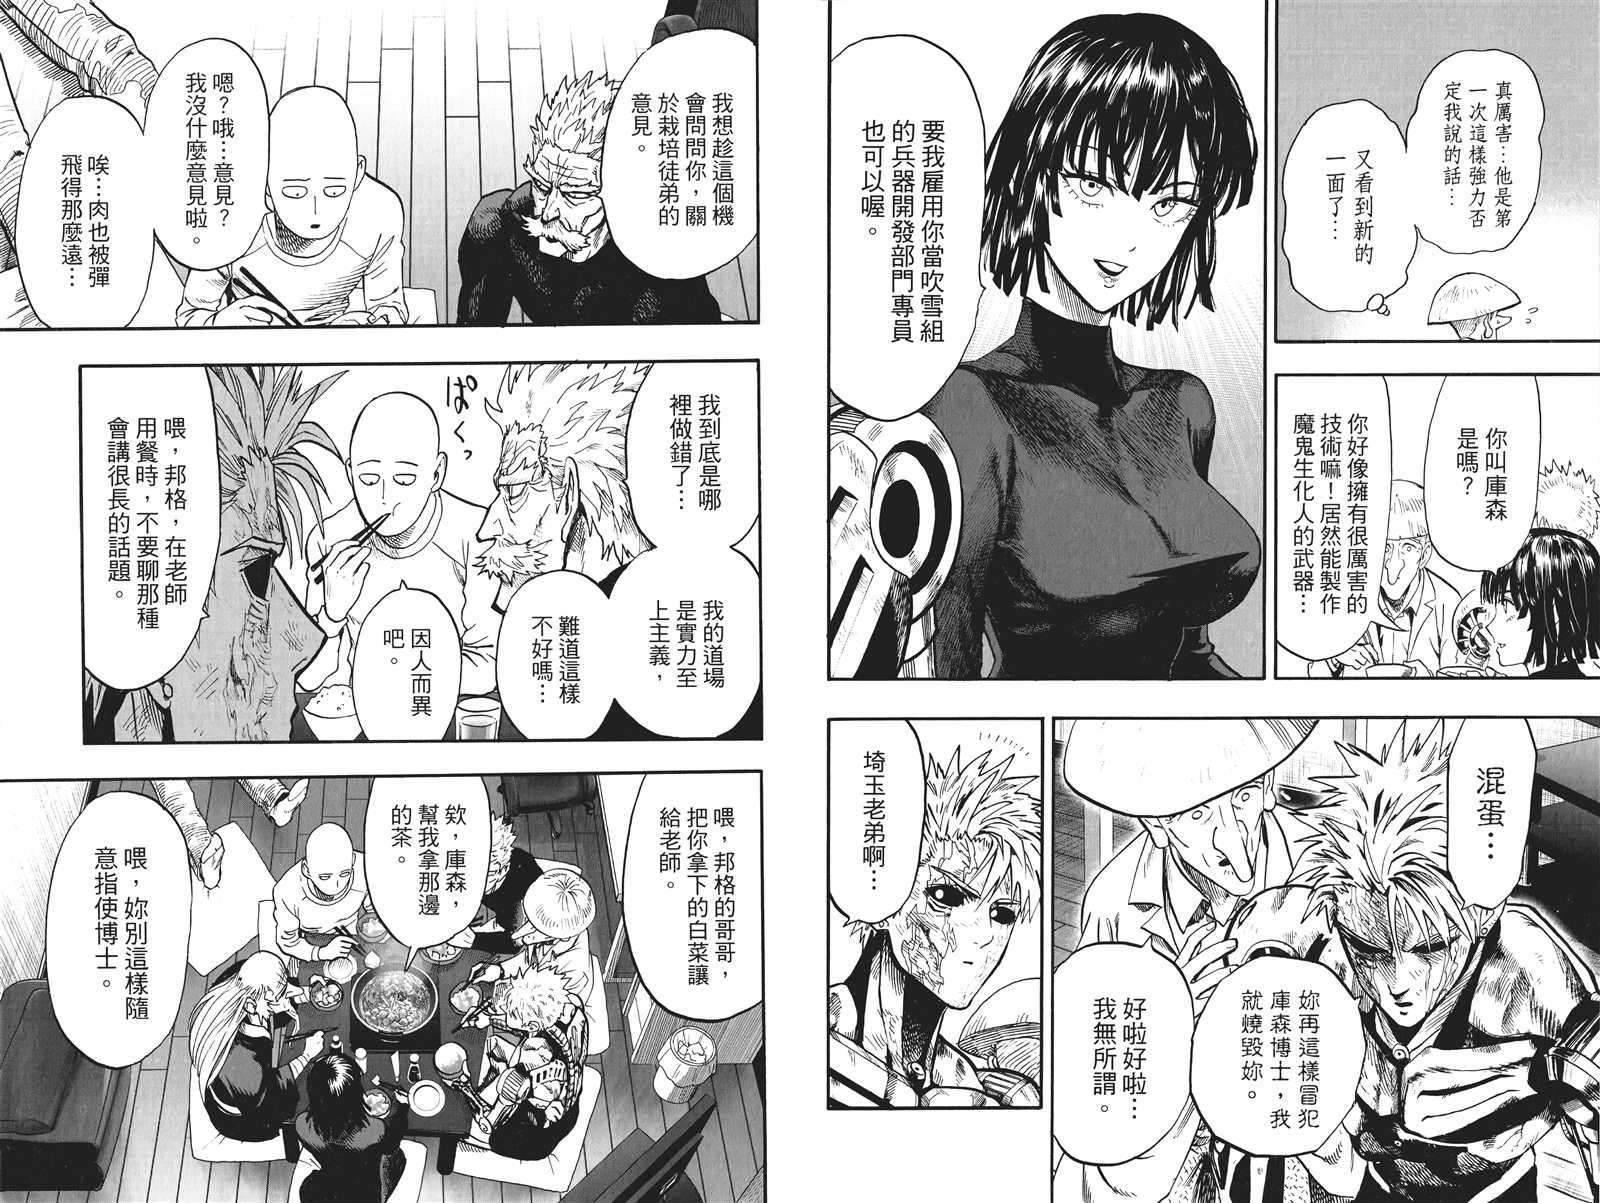 真厲害…他是第
一次這樣強力否
定我說的話…
又看到新的
一面了…
要我雇用你當吹雪組
的兵器開發部門專員
也可以喔。
你叫庫森
是嗎？
你好像擁有很厲害的
技術嘛！居然能製作
魔鬼生化人的武器…
混蛋…
妳再這樣冒犯
庫森博士，我
就燒毀妳。
好啦好啦…
我無所謂。
埼玉老弟啊…
我想趁這個機
會問問你，關
於栽培徒弟的
意見。
嗯？哦…意見？
我沒什麼意見啦。
唉…肉也被彈
飛得那麼遠…
我到底是哪
裡做錯了…
我的道場
是實力至
上主義，
難道這樣
不好嗎…
ぱくっ
因人而異
吧。
喂，邦格，在老師
用餐時，不要聊那種
會講很長的話題。
喂，邦格的哥哥，
把你拿下的白菜讓
給老師。
欸，庫森，
幫我拿那邊
的茶。
喂，妳別這樣隨
意指使博士。